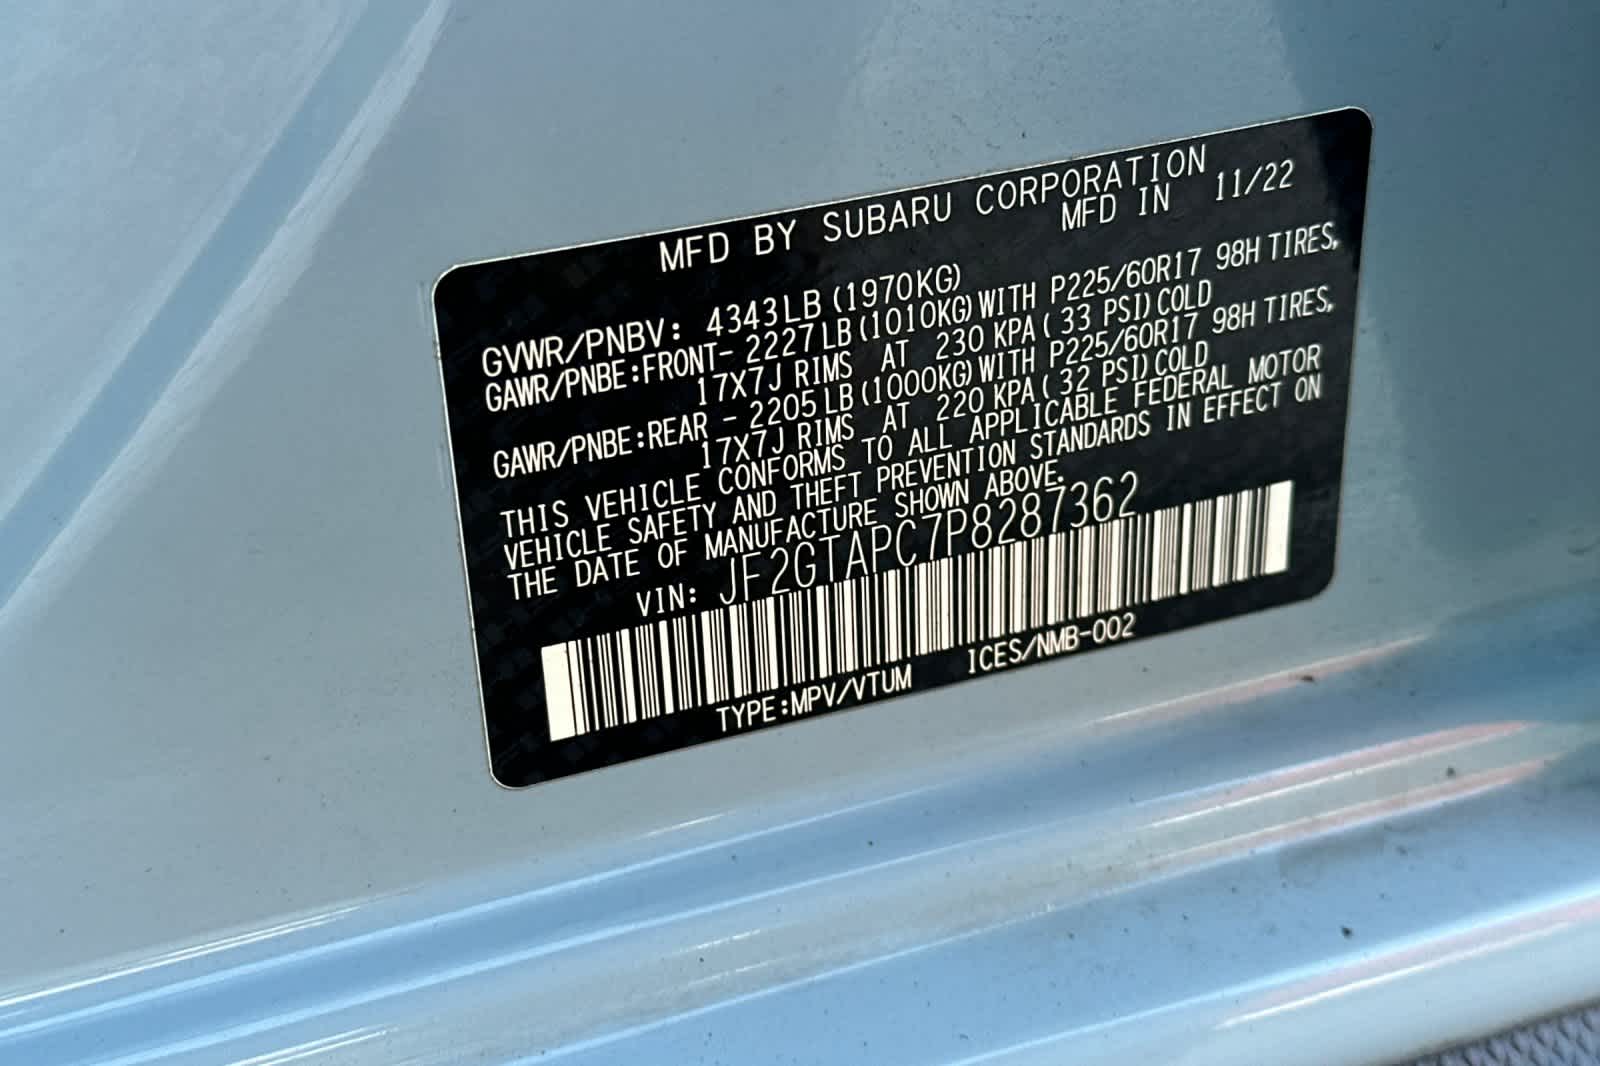 MFD BY SUBARU CORPORATION
MFD IN 11/22
GVWR/PNBV: 4343LB (1970KG)
GAWR/PNBE:FRONT- 2227LB (1010KG) WITH P225/60R17 98H TIRES,
17X7J RIMS AT 230 KPA ( 33 PSI) COLD
GAWR/PNBE:REAR - 2205LB (1000KG) WITH P225/60R17 98H TIRES,
17X7J RIMS AT 220 KPA ( 32 PSI) COLD
THIS VEHICLE CONFORMS TO ALL APPLICABLE FEDERAL MOTOR
VEHICLE SAFETY AND THEFT PREVENTION STANDARDS IN EFFECT ON
THE DATE OF MANUFACTURE SHOWN ABOVE.
VIN: JF2GTAPC7P8287362
TYPE:MPV/VTUM ICES/NMB-002